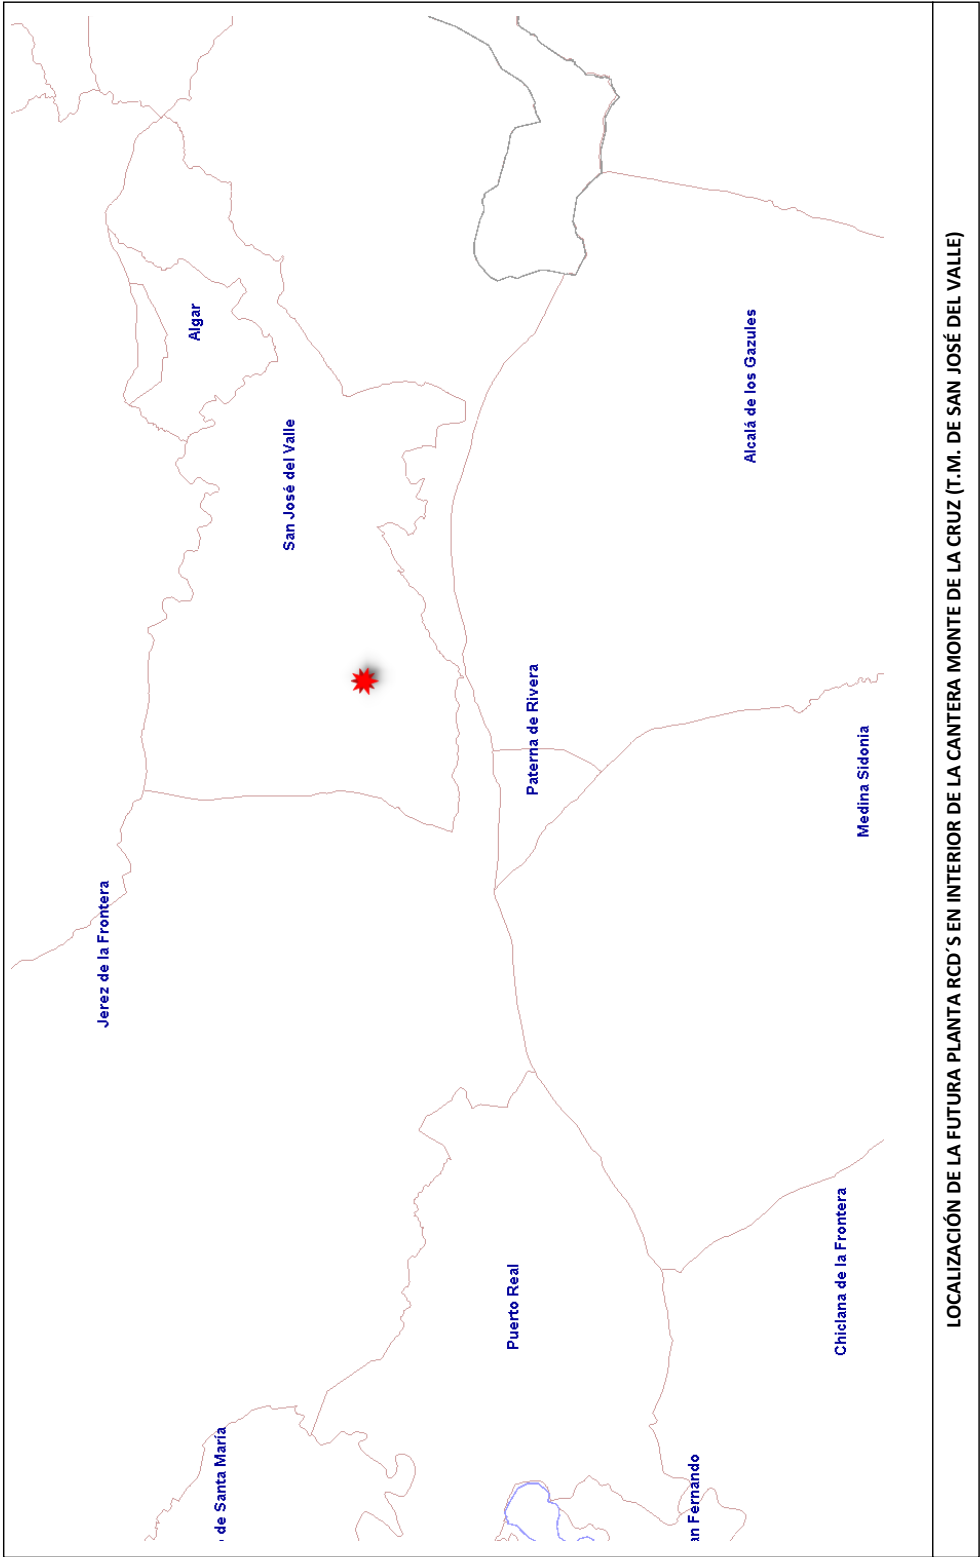 Jerez de la Frontera
Algar
San José del Valle
de Santa María
Puerto Real
Paterna de Rivera
Alcalá de los Gazules
an Fernando
Chiclana de la Frontera
Medina Sidonia
LOCALIZACIÓN DE LA FUTURA PLANTA RCD´S EN INTERIOR DE LA CANTERA MONTE DE LA CRUZ (T.M. DE SAN JOSÉ DEL VALLE)